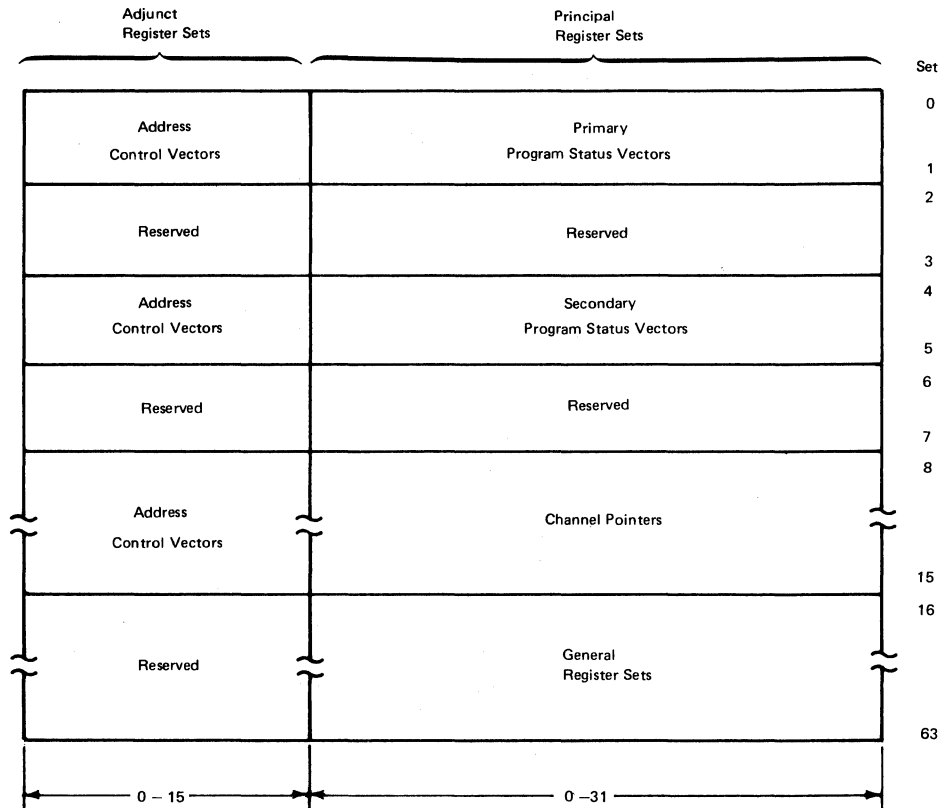 Adjunct
Register Sets
Principal
Register Sets
Set
Address
Control Vectors
Primary
Program Status Vectors
0
1
Reserved
Reserved
2
3
Address
Control Vectors
Secondary
Program Status Vectors
4
5
Reserved
Reserved
6
7
Address
Control Vectors
Channel Pointers
8
15
Reserved
General
Register Sets
16
63
0 – 15
0 –31